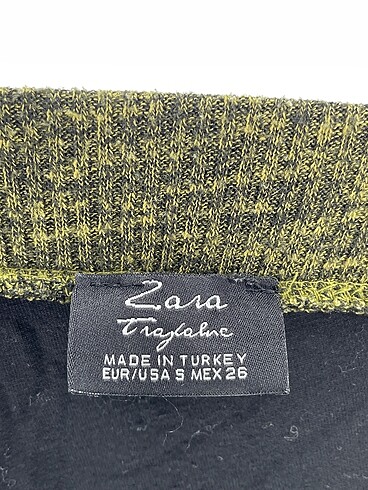 Zara
Trafaluc
MADE IN TURKEY
EUR/USA S MEX 26